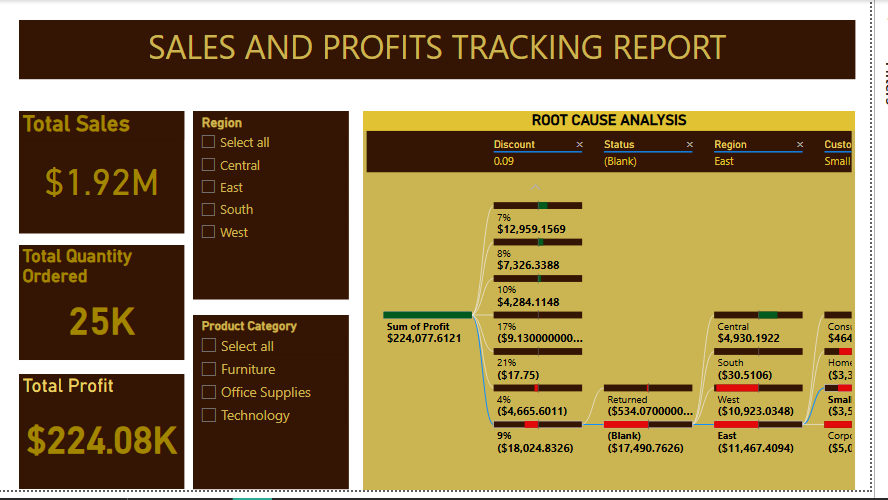 SALES AND PROFITS TRACKING REPORT
Total Sales
$1.92M
Total Quantity
Ordered
25K
Total Profit
$224.08K
Region
Select all
Central
East
South
West
Product Category
Select all
Furniture
Office Supplies
Technology
ROOT CAUSE ANALYSIS
Discount × Status × Region × Custo
0.09 (Blank) East Small
7%
$12,959.1569
8%
$7,326.3388
10%
$4,284.1148
17%
($9.130000000...
21%
($17.75)
4%
($4,665.6011)
9%
($18,024.8326)
Sum of Profit
$224,077.6121
Returned
($534.0700000...
(Blank)
($17,490.7626)
Central
$4,930.1922
South
($30.5106)
West
($10,923.0348)
East
($11,467.4094)
Consu
$464
Home
($3,3
Small
($3,5
Corpo
($5,0